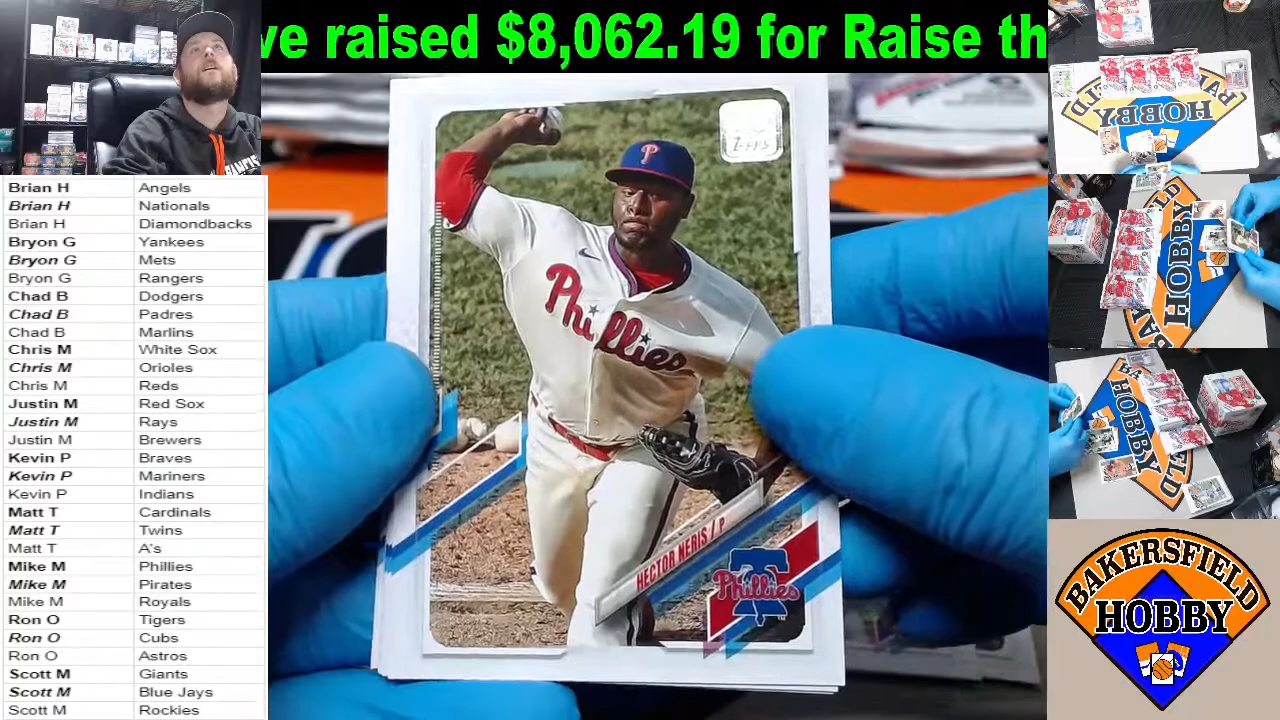 ve raised $8,062.19 for Raise th
Brian H Angels
Brian H Nationals
Brian H Diamondbacks
Bryon G Yankees
Bryon G Mets
Bryon G Rangers
Chad B Dodgers
Chad B Padres
Chad B Marlins
Chris M White Sox
Chris M Orioles
Chris M Reds
Justin M Red Sox
Justin M Rays
Justin M Brewers
Kevin P Braves
Kevin P Mariners
Kevin P Indians
Matt T Cardinals
Matt T Twins
Matt T A's
Mike M Phillies
Mike M Pirates
Mike M Royals
Ron O Tigers
Ron O Cubs
Ron O Astros
Scott M Giants
Scott M Blue Jays
Scott M Rockies
P
Phillies
HECTOR NERIS / P
Phillies
HOBBY
HOBBY
HOBBY
BAKERSFIELD
HOBBY